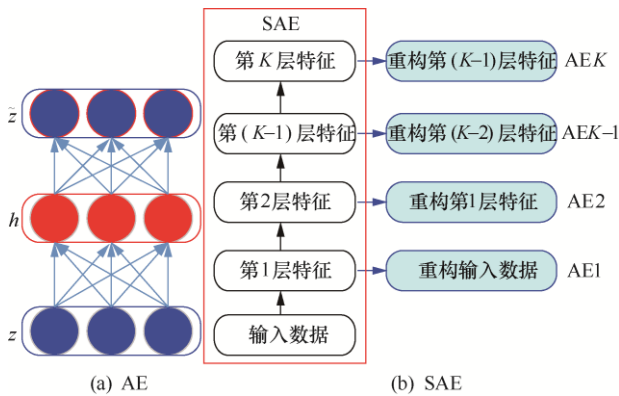 SAE
第K层特征 重构第(K–1)层特征 AEK
z̃
第(K–1)层特征 重构第(K–2)层特征 AEK–1
h
第2层特征 重构第1层特征 AE2
第1层特征 重构输入数据 AE1
z
输入数据
(a) AE (b) SAE